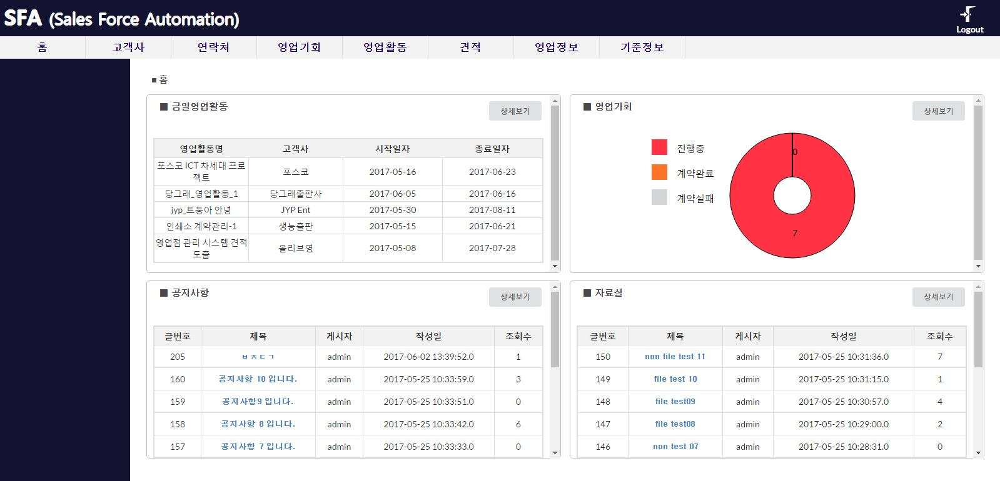 SFA (Sales Force Automation)
Logout
홈 고객사 연락처 영업기회 영업활동 견적 영업정보 기준정보
■ 홈
■ 금일영업활동
상세보기
영업활동명 고객사 시작일자 종료일자
포스코 ICT 차세대 프로
젝트 포스코 2017-05-16 2017-06-23
당그래_영업활동_1 당그래출판사 2017-06-05 2017-06-16
jyp_트둥아 안녕 JYP Ent 2017-05-30 2017-08-11
인쇄소 계약관리-1 생능출판 2017-05-15 2017-06-21
영업점 관리 시스템 견적
도출 올리브영 2017-05-08 2017-07-28
■ 영업기회
상세보기
진행중
계약완료
계약실패
0
7
■ 공지사항
상세보기
글번호 제목 게시자 작성일 조회수
205 ㅂㅈㄷㄱ admin 2017-06-02 13:39:52.0 1
160 공지사항 10 입니다. admin 2017-05-25 10:33:59.0 3
159 공지사항9 입니다. admin 2017-05-25 10:33:51.0 0
158 공지사항 8 입니다. admin 2017-05-25 10:33:42.0 6
157 공지사항 7 입니다. admin 2017-05-25 10:33:33.0 0
■ 자료실
상세보기
글번호 제목 게시자 작성일 조회수
150 non file test 11 admin 2017-05-25 10:31:36.0 7
149 file test 10 admin 2017-05-25 10:31:15.0 1
148 file test09 admin 2017-05-25 10:30:57.0 4
147 file test08 admin 2017-05-25 10:29:00.0 2
146 non test 07 admin 2017-05-25 10:28:31.0 0